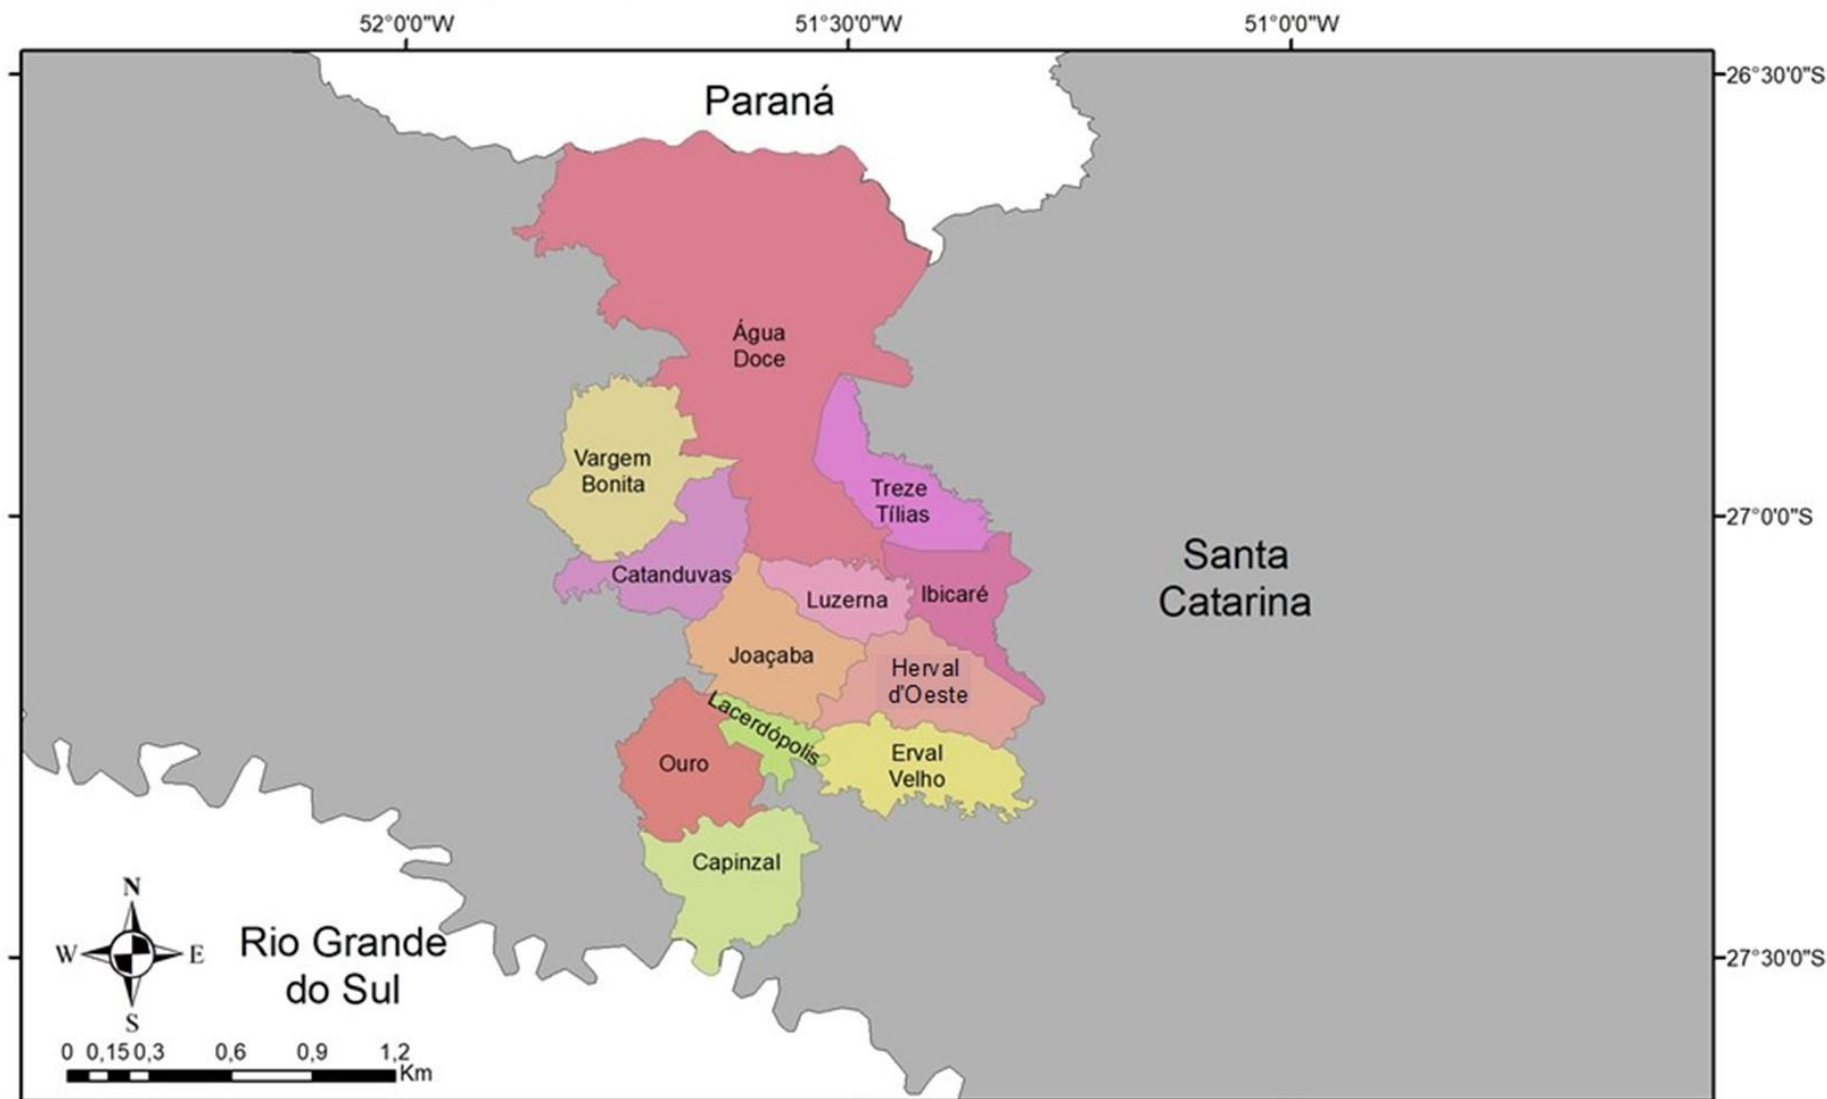 52°0'0"W
51°30'0"W
51°0'0"W
26°30'0"S
Paraná
Água
Doce
Vargem
Bonita
Treze
Tílias
27°0'0"S
Santa
Catarina
Catanduvas
Luzerna
Ibicaré
Joaçaba
Herval
d'Oeste
Lacerdópolis
Ouro
Erval
Velho
Capinzal
N
W
E
S
Rio Grande
do Sul
27°30'0"S
0 0,15 0,3 0,6 0,9 1,2
Km